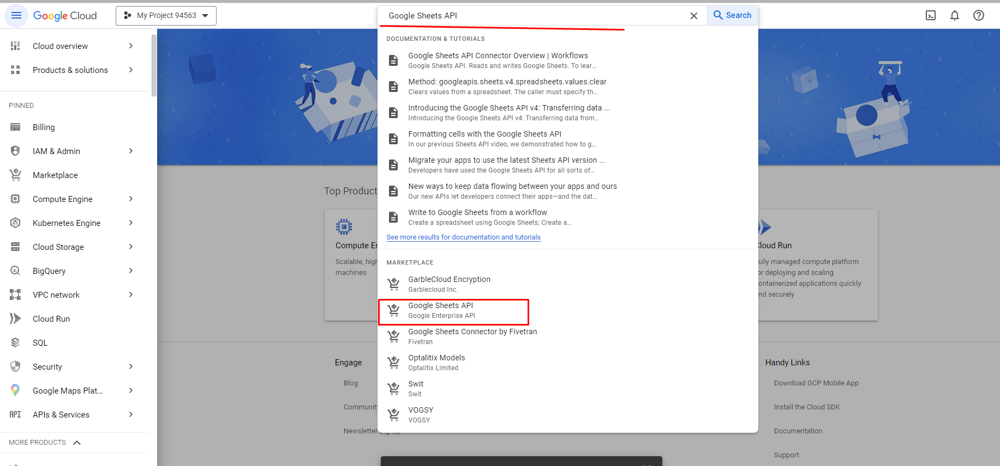 Google Cloud
My Project 94563
Google Sheets API
Search
Cloud overview
Products & solutions
PINNED
Billing
IAM & Admin
Marketplace
Compute Engine
Kubernetes Engine
Cloud Storage
BigQuery
VPC network
Cloud Run
SQL
Security
Google Maps Plat...
API
APIs & Services
MORE PRODUCTS
DOCUMENTATION & TUTORIALS
Google Sheets API Connector Overview | Workflows
Google Sheets API. Reads and writes Google Sheets. To lear...
Method: googleapis.sheets.v4.spreadsheets.values.clear
Clears values from a spreadsheet. The caller must specify th...
Introducing the Google Sheets API v4: Transferring data ...
Introducing the Google Sheets API v4: Transferring data from...
Formatting cells with the Google Sheets API
In our previous Sheets API video, we demonstrated how to g...
Migrate your apps to use the latest Sheets API version ...
Developers have used the Google Sheets API for all sorts of...
New ways to keep data flowing between your apps and ours
Our new APIs let developers connect their apps—and the dat...
Write to Google Sheets from a workflow
Create a spreadsheet using Google Sheets; Create a...
See more results for documentation and tutorials
MARKETPLACE
GarbleCloud Encryption
Garblecloud Inc.
Google Sheets API
Google Enterprise API
Google Sheets Connector by Fivetran
Fivetran
Optalitix Models
Optalitix Limited
Swit
Swit
VOGSY
VOGSY
Top Product
Compute En
Scalable, high
machines
Cloud Run
ully managed compute platform
or deploying and scaling
ontainerized applications quickly
nd securely
Engage
Blog
Community
Newsletter
Handy Links
Download GCP Mobile App
Install the Cloud SDK
Documentation
Support